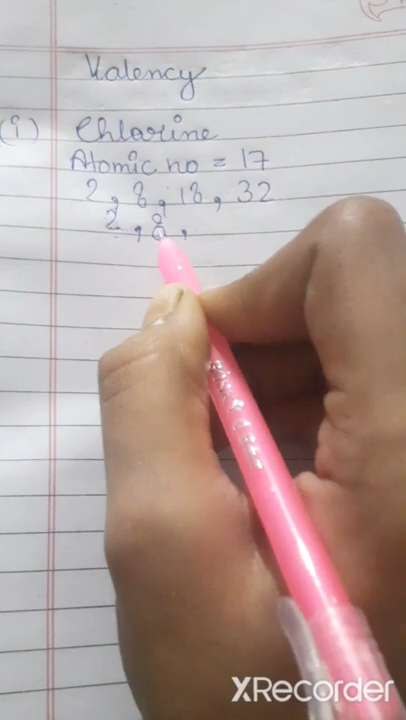 Valency
(i) Chlorine
Atomic no = 17
2, 8, 18, 32
2, 8,
XRecorder